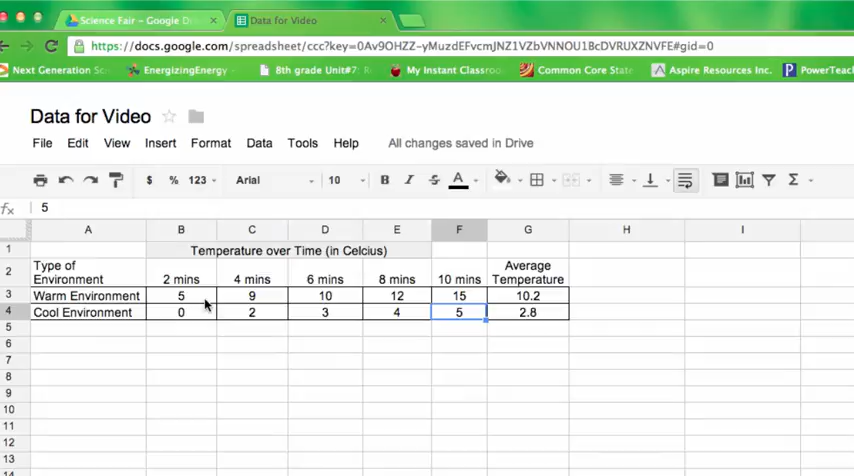 Science Fair – Google Dr
Data for Video
https://docs.google.com/spreadsheet/ccc?key=0Av9OHZZ-yMuzdEFvcmJNZ1VZbVNNOU1BcDVRUXZNVFE#gid=0
Next Generation Sc
EnergizingEnergy -
8th grade Unit#7: R
My Instant Classroo
Common Core State
Aspire Resources Inc.
PowerTeach
Data for Video
File Edit View Insert Format Data Tools Help All changes saved in Drive
$ % 123 Arial 10 B I S A Σ
fx 5
A B C D E F G H I
1 Temperature over Time (in Celcius)
2 Type of Environment 2 mins 4 mins 6 mins 8 mins 10 mins Average Temperature
3 Warm Environment 5 9 10 12 15 10.2
4 Cool Environment 0 2 3 4 5 2.8
5
6
7
8
9
10
11
12
13
14